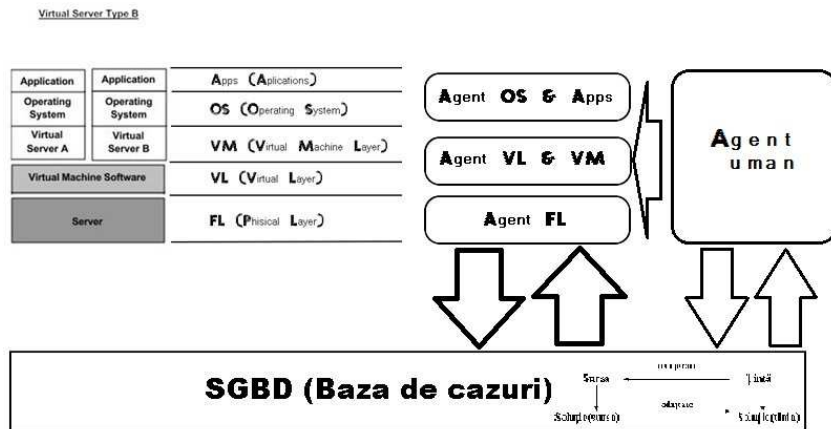 Virtual Server Type B
Application
Application
Operating
System
Operating
System
Virtual
Server A
Virtual
Server B
Virtual Machine Software
Server
Apps (Aplications)
OS (Operating System)
VM (Virtual Machine Layer)
VL (Virtual Layer)
FL (Phisical Layer)
Agent OS & Apps
Agent VL & VM
Agent FL
Agent
uman
SGBD (Baza de cazuri)
Sursa
Țintă